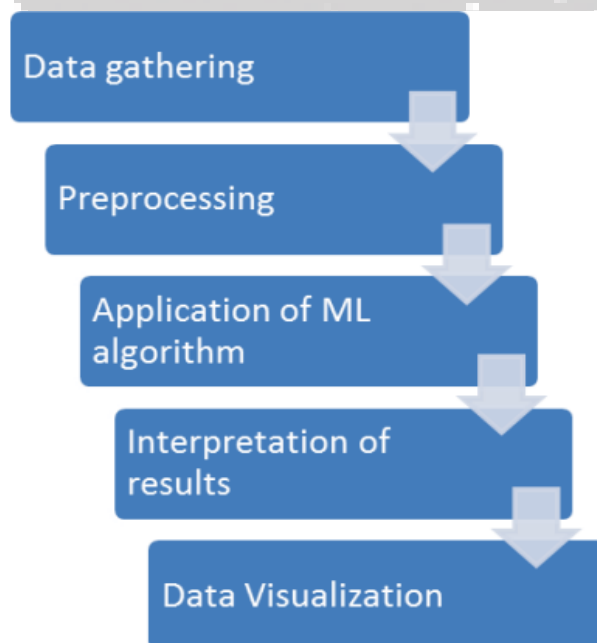 Data gathering
Preprocessing
Application of ML
algorithm
Interpretation of
results
Data Visualization